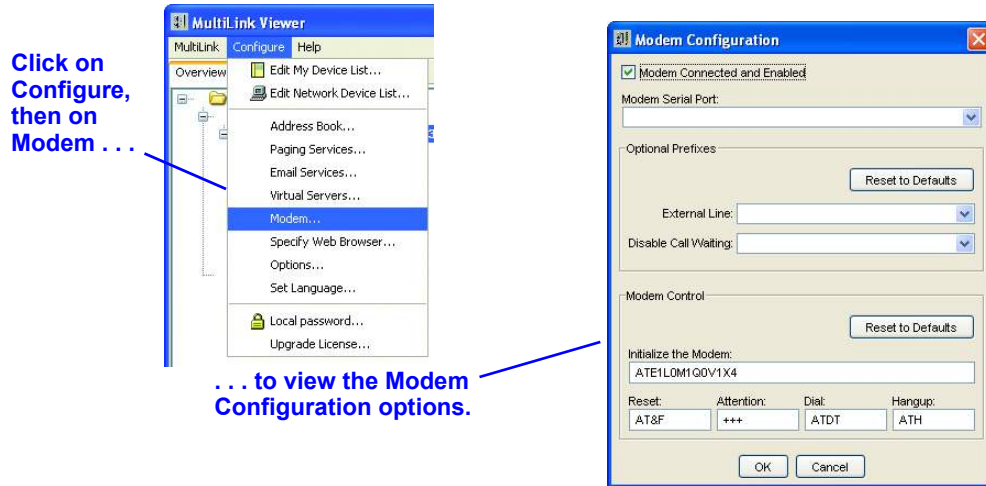 MultiLink Viewer
MultiLink Configure Help
Overview
Edit My Device List...
Edit Network Device List...
Address Book...
Paging Services...
Email Services...
Virtual Servers...
Modem...
Specify Web Browser...
Options...
Set Language...
Local password...
Upgrade License...
Click on
Configure,
then on
Modem . . .
. . . to view the Modem
Configuration options.
Modem Configuration
Modem Connected and Enabled
Modem Serial Port:
Optional Prefixes
Reset to Defaults
External Line:
Disable Call Waiting:
Modem Control
Reset to Defaults
Initialize the Modem:
ATE1L0M1Q0V1X4
Reset: Attention: Dial: Hangup:
AT&F +++ ATDT ATH
OK Cancel